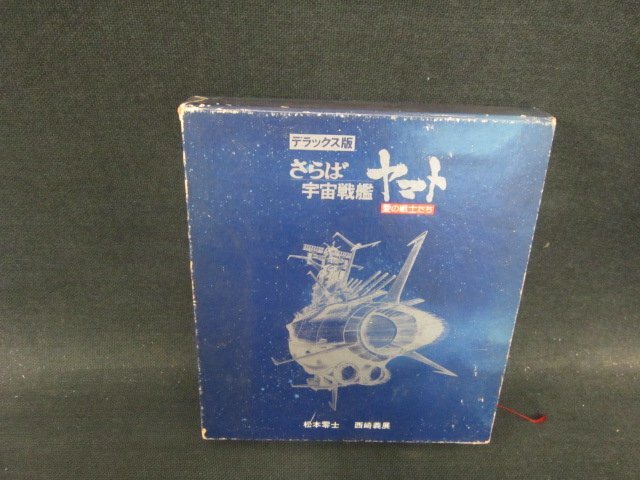 デラックス版
さらば
宇宙戦艦
ヤマト
愛の戦士たち
松本零士 西崎義展